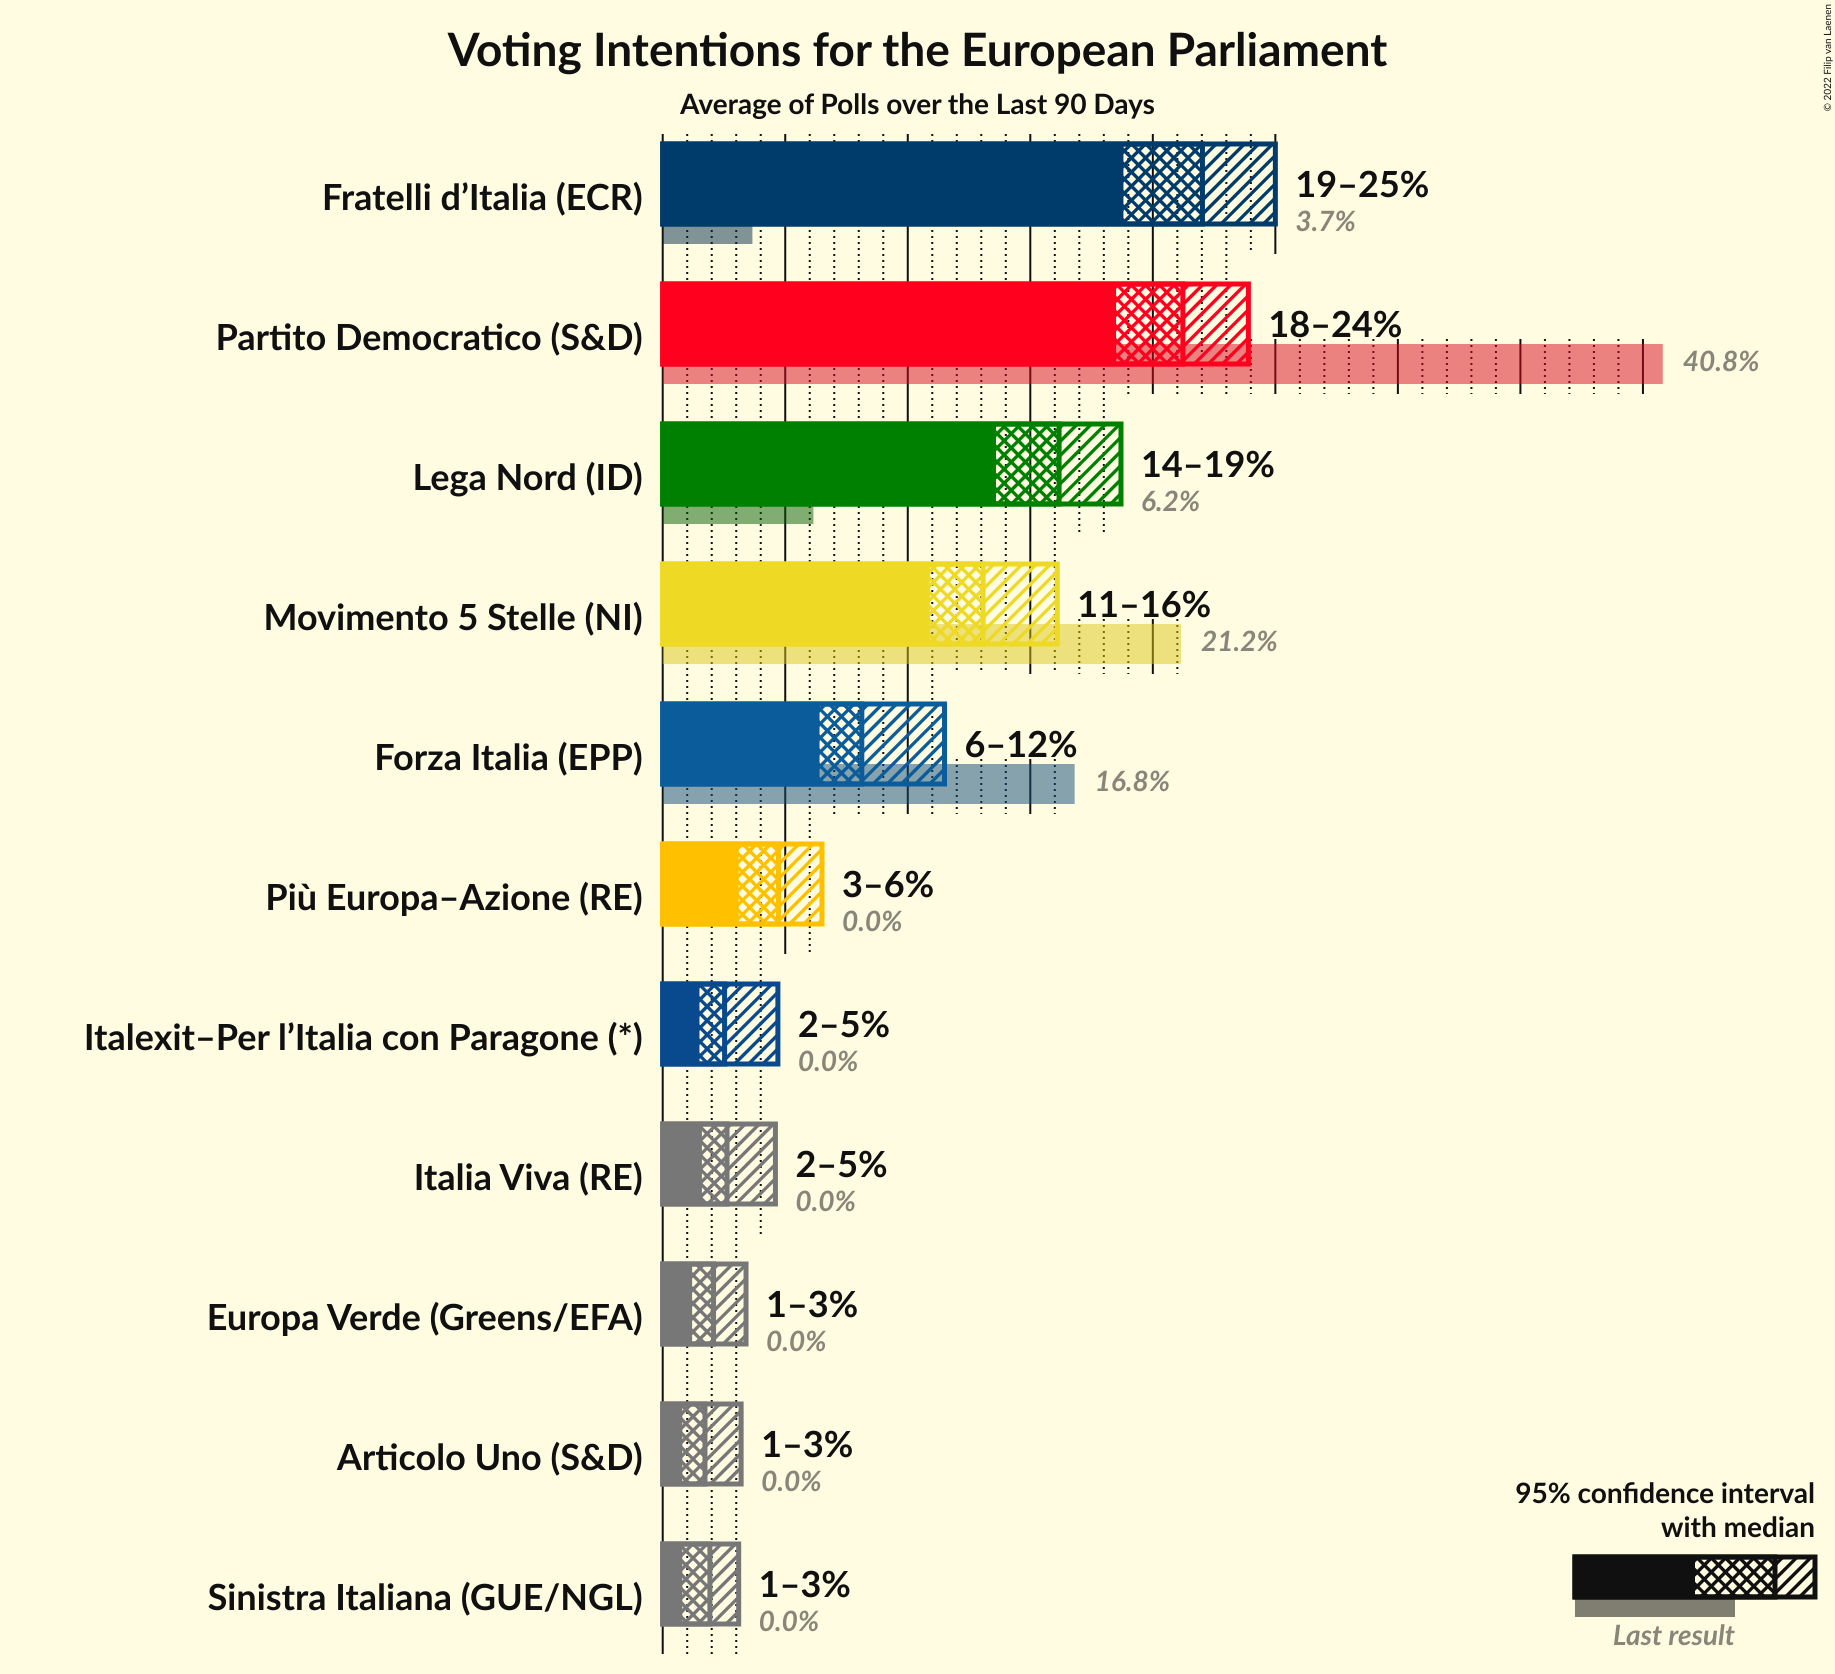 Voting Intentions for the European Parliament
Average of Polls over the Last 90 Days
© 2022 Filip van Laenen
Fratelli d’Italia (ECR)
19–25%
3.7%
Partito Democratico (S&D)
18–24%
40.8%
Lega Nord (ID)
14–19%
6.2%
Movimento 5 Stelle (NI)
11–16%
21.2%
Forza Italia (EPP)
6–12%
16.8%
Più Europa–Azione (RE)
3–6%
0.0%
Italexit–Per l’Italia con Paragone (*)
2–5%
0.0%
Italia Viva (RE)
2–5%
0.0%
Europa Verde (Greens/EFA)
1–3%
0.0%
Articolo Uno (S&D)
1–3%
0.0%
Sinistra Italiana (GUE/NGL)
1–3%
0.0%
95% confidence interval
with median
Last result